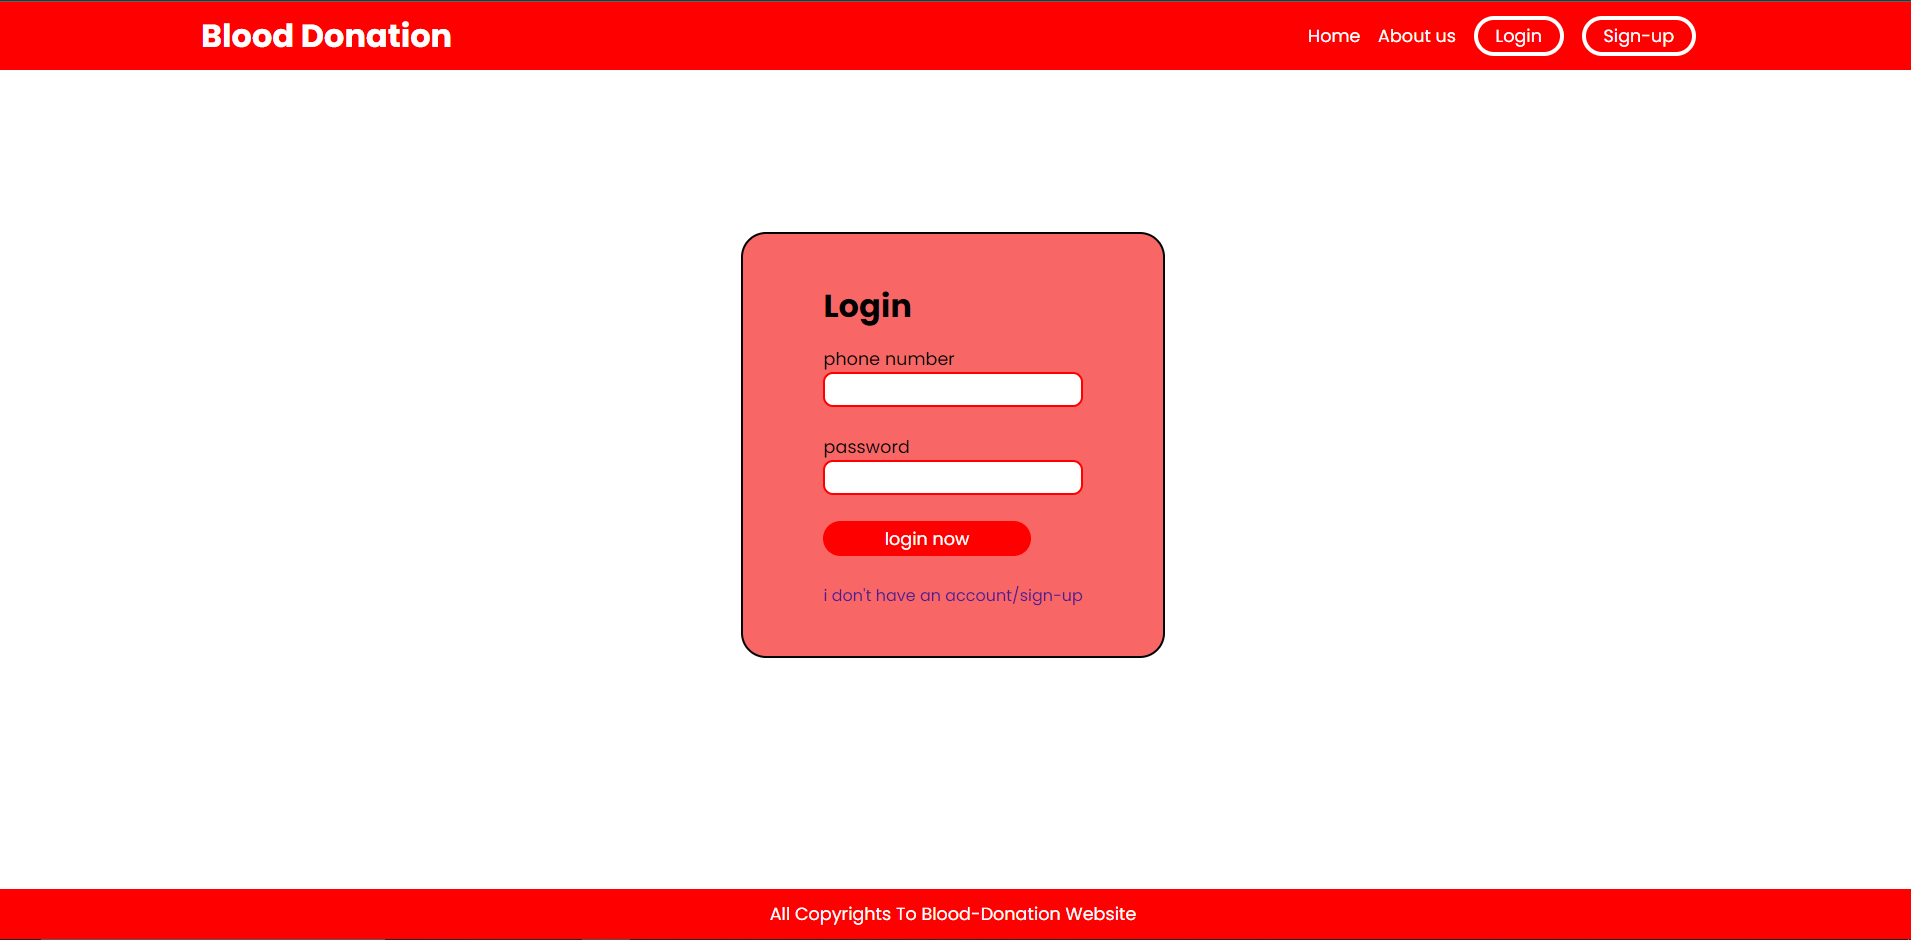 Blood Donation
Home About us Login Sign-up
Login
phone number
password
login now
i don't have an account/sign-up
All Copyrights To Blood-Donation Website